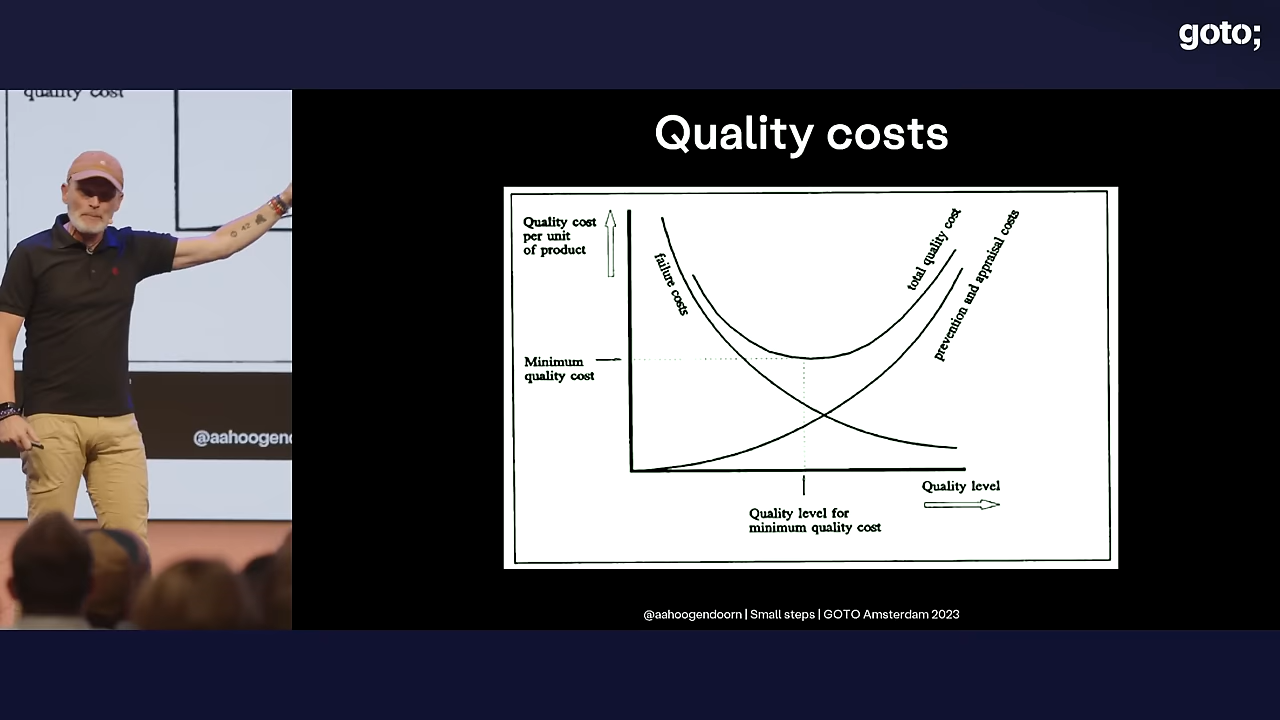 goto;
quality cost
@aahoogend
Quality costs
Quality cost
per unit
of product
failure costs
total quality cost
prevention and appraisal costs
Minimum
quality cost
Quality level
Quality level for
minimum quality cost
@aahoogendoorn | Small steps | GOTO Amsterdam 2023